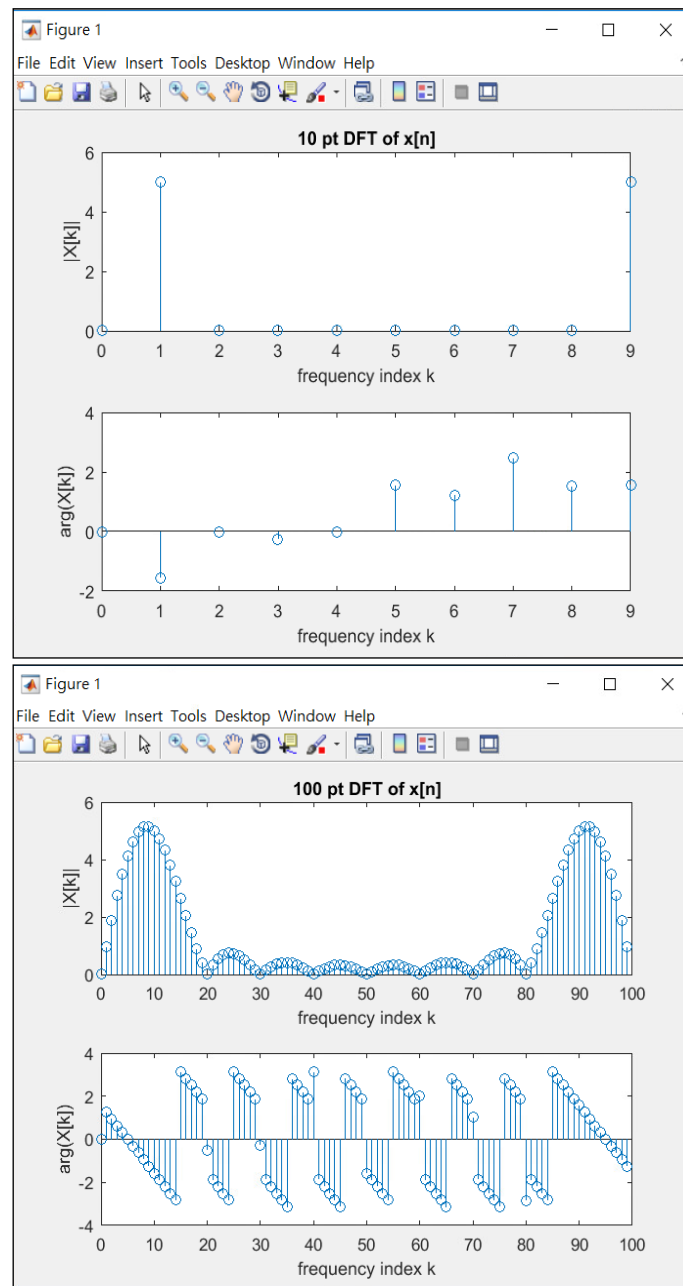 Figure 1
File Edit View Insert Tools Desktop Window Help
10 pt DFT of x[n]
6
4
2
0
|X[k]|
0 1 2 3 4 5 6 7 8 9
frequency index k
4
2
0
-2
arg(X[k])
0 1 2 3 4 5 6 7 8 9
frequency index k
Figure 1
File Edit View Insert Tools Desktop Window Help
100 pt DFT of x[n]
6
4
2
0
|X[k]|
0 10 20 30 40 50 60 70 80 90 100
frequency index k
4
2
0
-2
-4
arg(X[k])
0 10 20 30 40 50 60 70 80 90 100
frequency index k